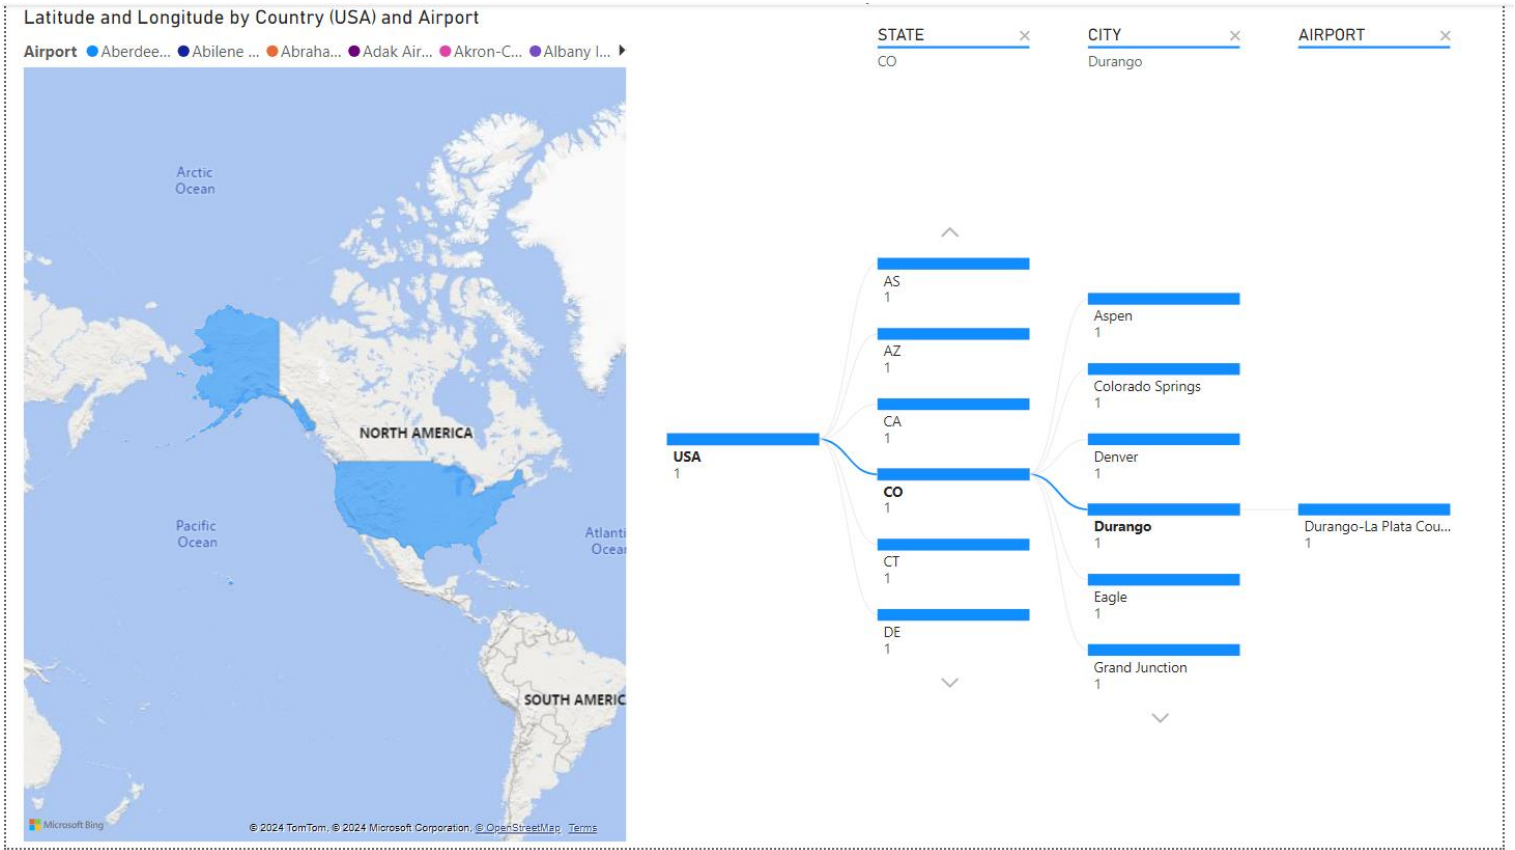 Latitude and Longitude by Country (USA) and Airport
Airport Aberdee... Abilene ... Abraha... Adak Air... Akron-C... Albany I...
Arctic
Ocean
NORTH AMERICA
Pacific
Ocean
Atlanti
Ocea
SOUTH AMERIC
Microsoft Bing
© 2024 TomTom, © 2024 Microsoft Corporation, © OpenStreetMap Terms
STATE
CO
CITY
Durango
AIRPORT
USA
1
AS
1
AZ
1
CA
1
CO
1
CT
1
DE
1
Aspen
1
Colorado Springs
1
Denver
1
Durango
1
Eagle
1
Grand Junction
1
Durango-La Plata Cou...
1